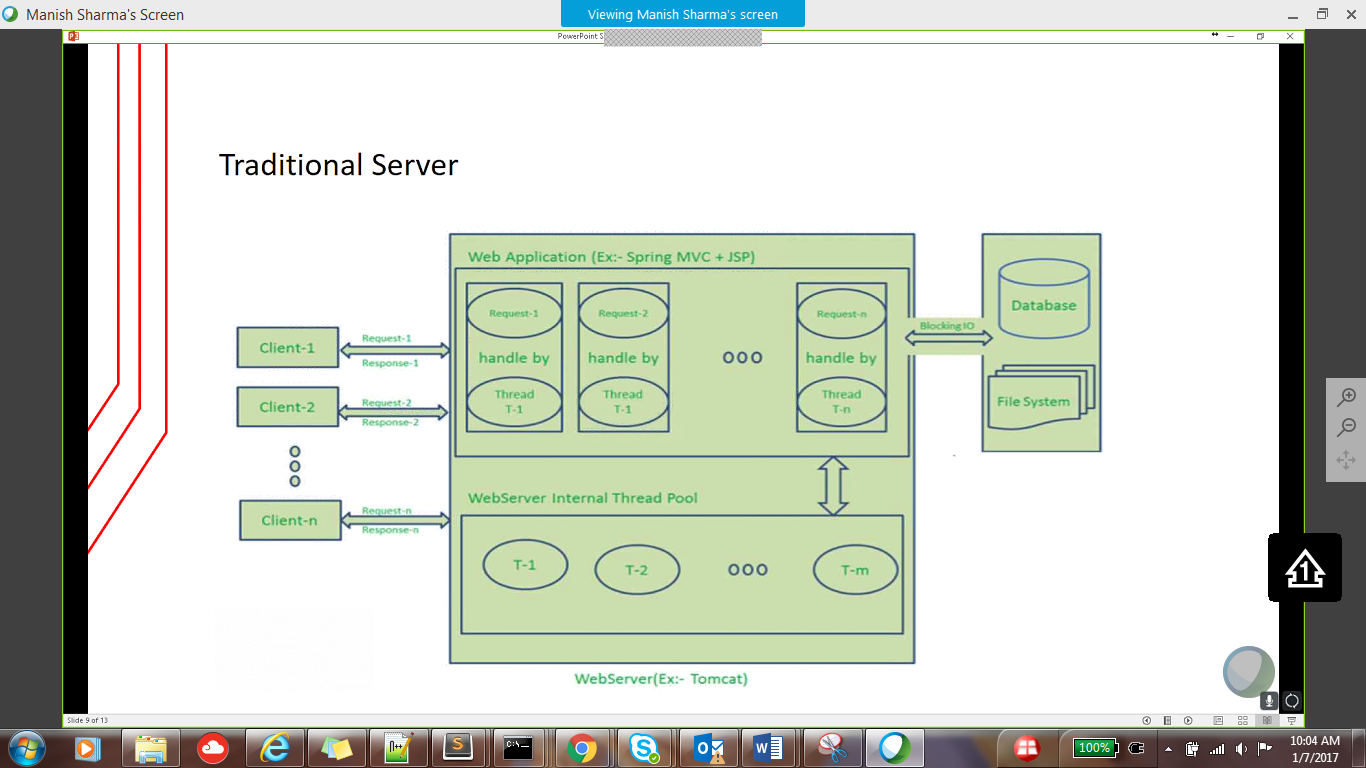 Manish Sharma's Screen
Viewing Manish Sharma's screen
PowerPoint S
Traditional Server
Web Application (Ex:- Spring MVC + JSP)
Request-1
Request-2
Request-n
handle by
handle by
handle by
Thread
T-1
Thread
T-1
Thread
T-n
Client-1
Request-1
Response-1
Client-2
Request-2
Response-2
Client-n
Request-n
Response-n
Blocking IO
Database
File System
WebServer Internal Thread Pool
T-1
T-2
T-m
WebServer(Ex:- Tomcat)
1
Slide 9 of 13
100%
10:04 AM
1/7/2017